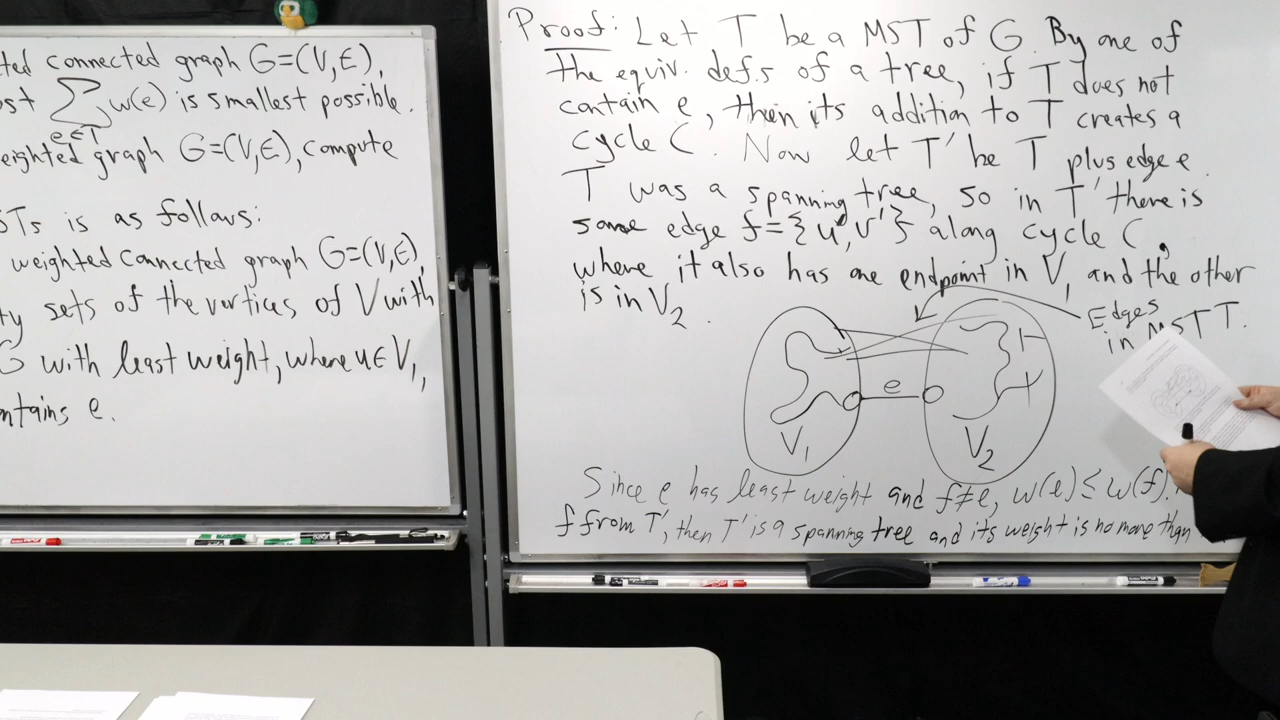 ted connected graph G=(V,E),
ost ∑ w(e) is smallest possible.
e∈T
eighted graph G=(V,E), compute
STs is as follows:
weighted connected graph G=(V,E),
ty sets of the vertices of V with
G with least weight, where u∈V₁,
ntains e.
Proof: Let T be a MST of G. By one of
the equiv. defs of a tree, if T does not
contain e, then its addition to T creates a
cycle C. Now let T' be T plus edge e
T was a spanning tree, so in T' there is
some edge f={u',v'} along cycle C,
where it also has one endpoint in V₁ and the other
is in V₂.
Edges
in MST T.
e
V₁
V₂
Since e has least weight and f≠e, w(e)≤w(f).
f from T', then T' is a spanning tree and its weight is no more than